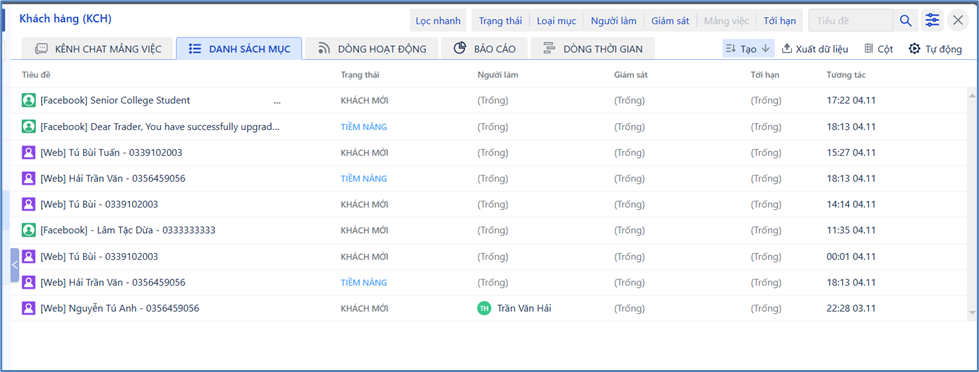 Khách hàng (KCH) Lọc nhanh Trạng thái Loại mục Người làm Giám sát Mảng việc Tới hạn Tiêu đề
KÊNH CHAT MẢNG VIỆC DANH SÁCH MỤC DÒNG HOẠT ĐỘNG BÁO CÁO DÒNG THỜI GIAN Tạo Xuất dữ liệu Cột Tự động
Tiêu đề Trạng thái Người làm Giám sát Tới hạn Tương tác
[Facebook] Senior College Student ... KHÁCH MỚI (Trống) (Trống) (Trống) 17:22 04.11
[Facebook] Dear Trader, You have successfully upgrad... TIỀM NĂNG (Trống) (Trống) (Trống) 18:13 04.11
[Web] Tú Bùi Tuấn - 0339102003 KHÁCH MỚI (Trống) (Trống) (Trống) 15:27 04.11
[Web] Hải Trần Văn - 0356459056 TIỀM NĂNG (Trống) (Trống) (Trống) 18:13 04.11
[Web] Tú Bùi - 0339102003 KHÁCH MỚI (Trống) (Trống) (Trống) 14:14 04.11
[Facebook] - Lâm Tặc Dừa - 0333333333 KHÁCH MỚI (Trống) (Trống) (Trống) 11:35 04.11
[Web] Tú Bùi - 0339102003 KHÁCH MỚI (Trống) (Trống) (Trống) 00:01 04.11
[Web] Hải Trần Văn - 0356459056 TIỀM NĂNG (Trống) (Trống) (Trống) 18:13 04.11
[Web] Nguyễn Tú Anh - 0356459056 KHÁCH MỚI TH Trần Văn Hải (Trống) (Trống) 22:28 03.11